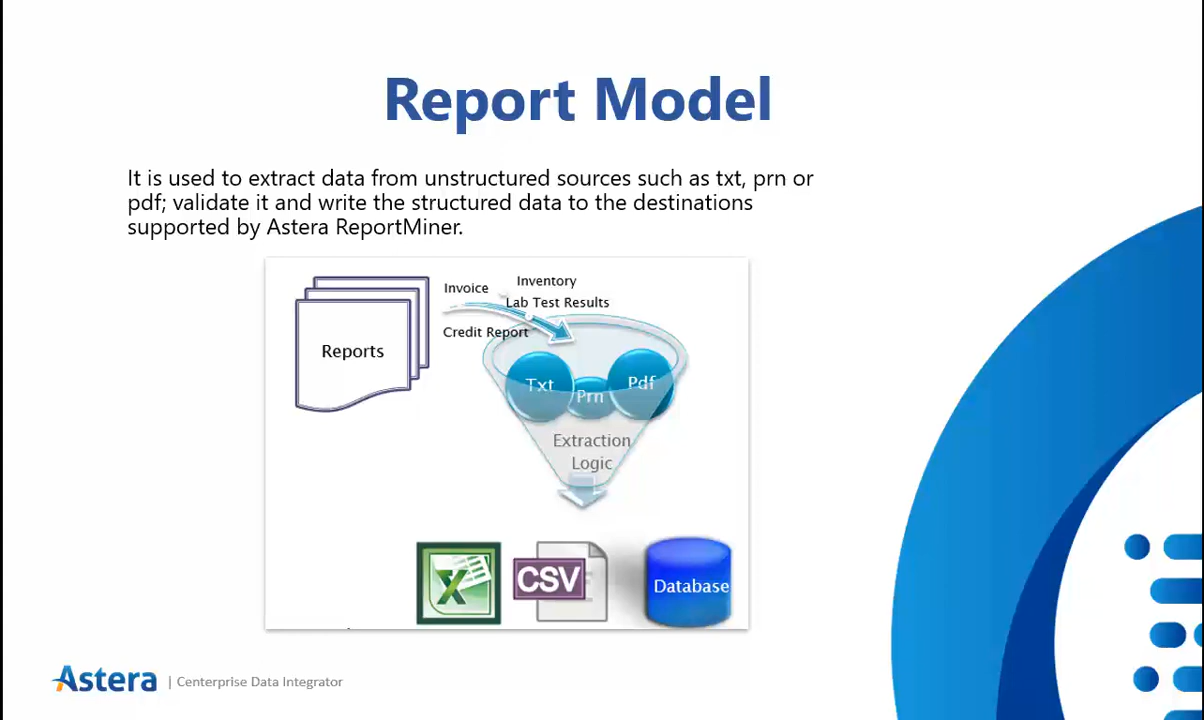 Report Model
It is used to extract data from unstructured sources such as txt, prn or
pdf; validate it and write the structured data to the destinations
supported by Astera ReportMiner.
Invoice
Inventory
Lab Test Results
Credit Report
Reports
Txt
Prn
Pdf
Extraction
Logic
X
CSV
Database
Astera | Centerprise Data Integrator